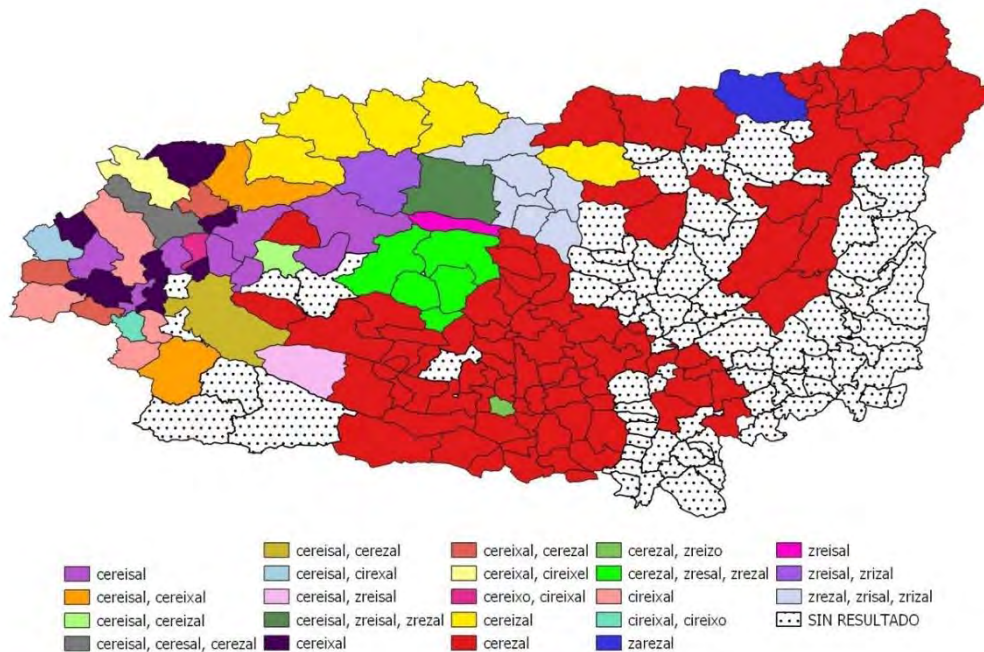 cereisal
cereisal, cereixal
cereisal, cereizal
cereisal, ceresal, cerezal
cereisal, cerezal
cereisal, cirexal
cereisal, zreisal
cereisal, zreisal, zrezal
cereixal
cereixal, cerezal
cereixal, cireixel
cereixo, cireixal
cereizal
cerezal
cerezal, zreizo
cerezal, zresal, zrezal
cireixal
cireixal, cireixo
zarezal
zreisal
zreisal, zrizal
zrezal, zrisal, zrizal
SIN RESULTADO